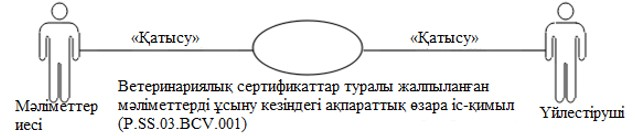 «Қатысу» «Қатысу»
Ветеринариялық сертификаттар туралы жалпыланған
мәліметтерді ұсыну кезіндегі ақпараттық өзара іс-қимыл
(P.SS.03.BCV.001)
Мәліметтер
иесі
Үйлестіруші